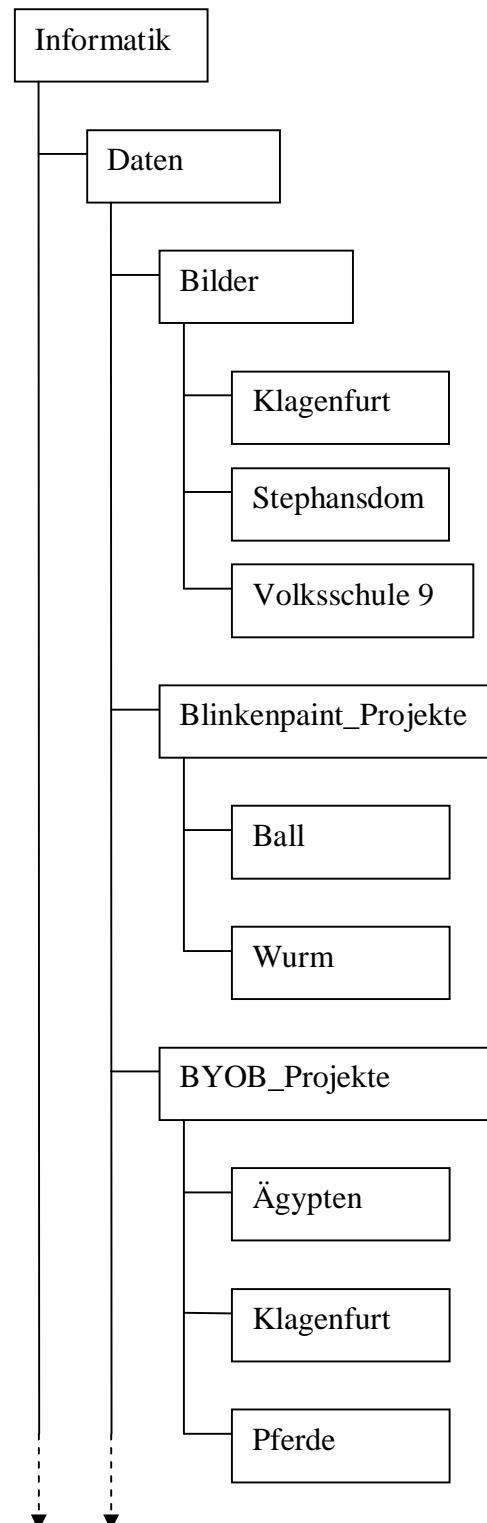 Informatik
Daten
Bilder
Klagenfurt
Stephansdom
Volksschule 9
Blinkenpaint_Projekte
Ball
Wurm
BYOB_Projekte
Ägypten
Klagenfurt
Pferde